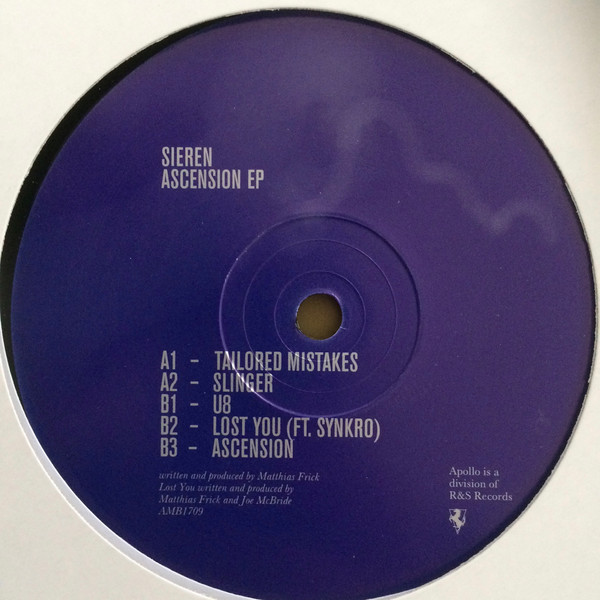 SIEREN
ASCENSION EP
A1 – TAILORED MISTAKES
A2 – SLINGER
B1 – U8
B2 – LOST YOU (FT. SYNKRO)
B3 – ASCENSION
written and produced by Matthias Frick
Lost You written and produced by
Matthias Frick and Joe McBride
AMB1709
Apollo is a
division of
R&S Records